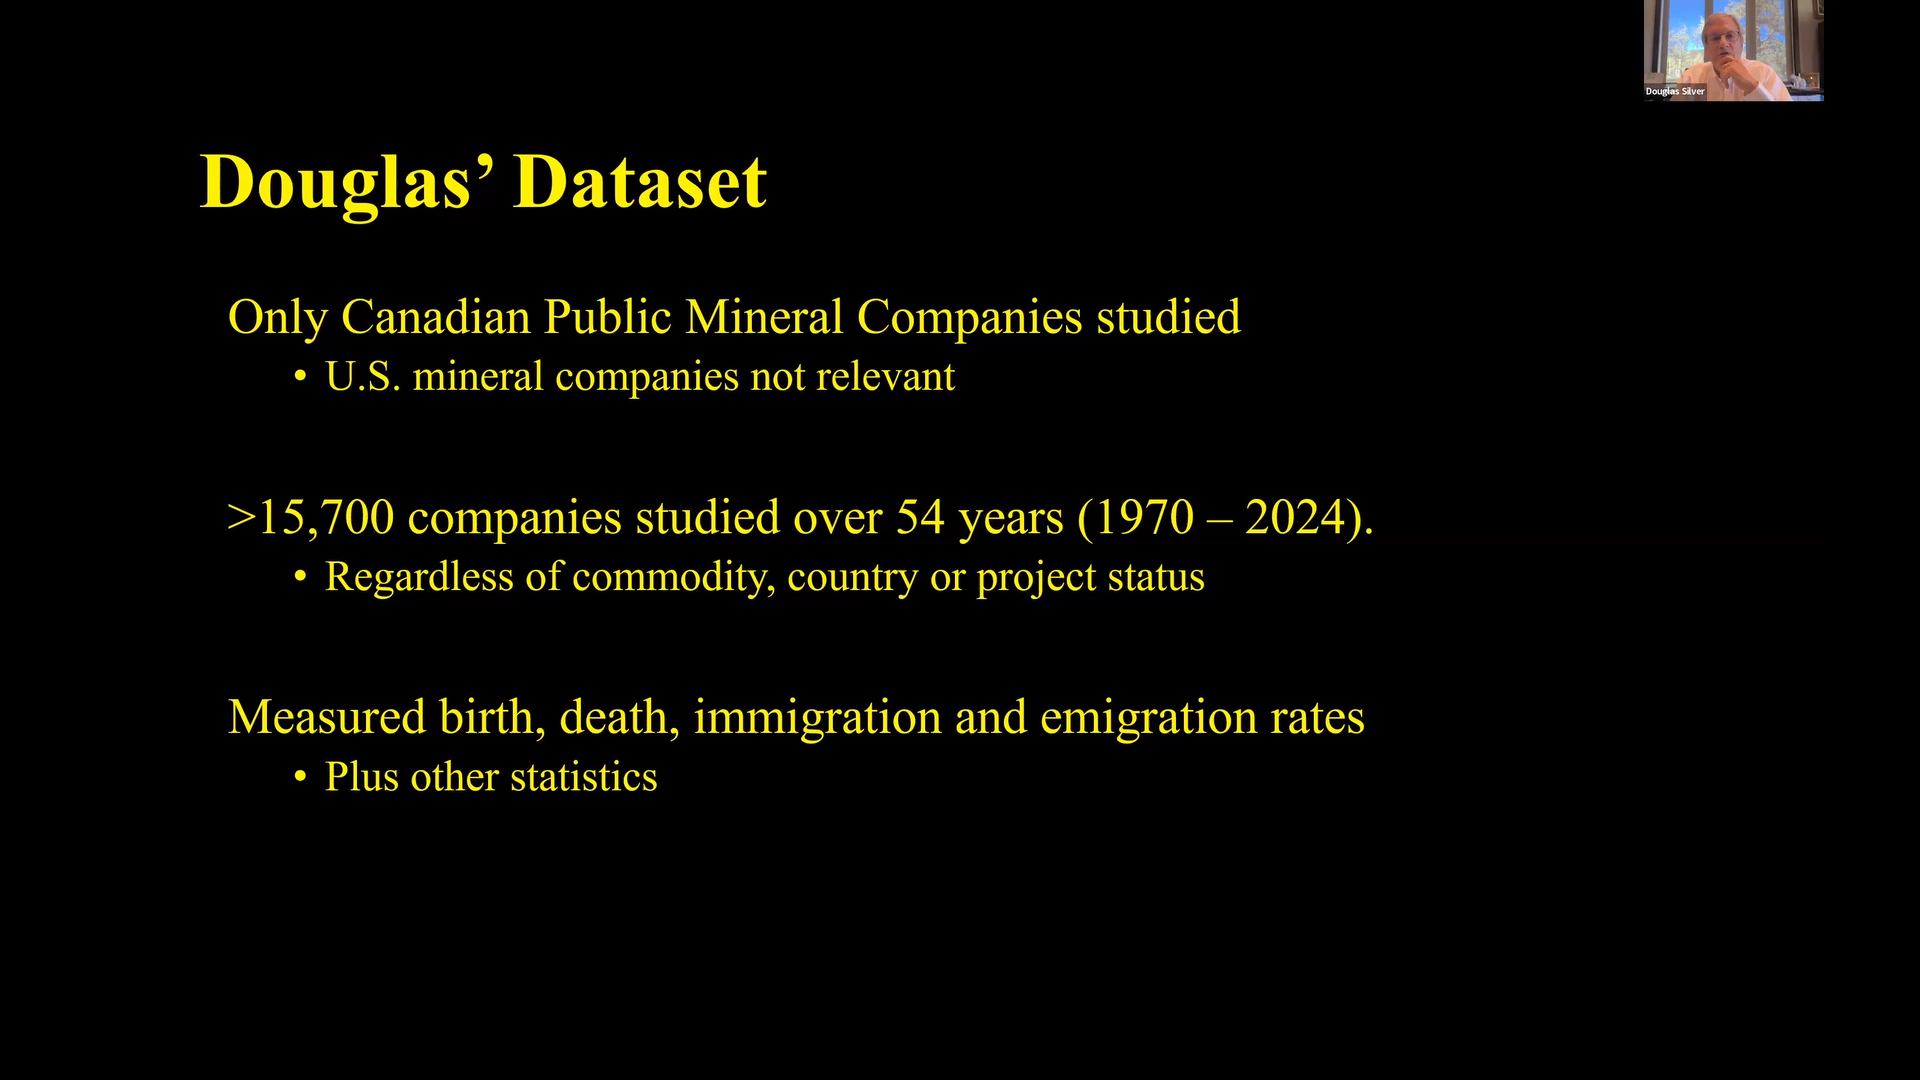 Douglas Silver
Douglas’ Dataset
Only Canadian Public Mineral Companies studied
• U.S. mineral companies not relevant
>15,700 companies studied over 54 years (1970 – 2024).
• Regardless of commodity, country or project status
Measured birth, death, immigration and emigration rates
• Plus other statistics